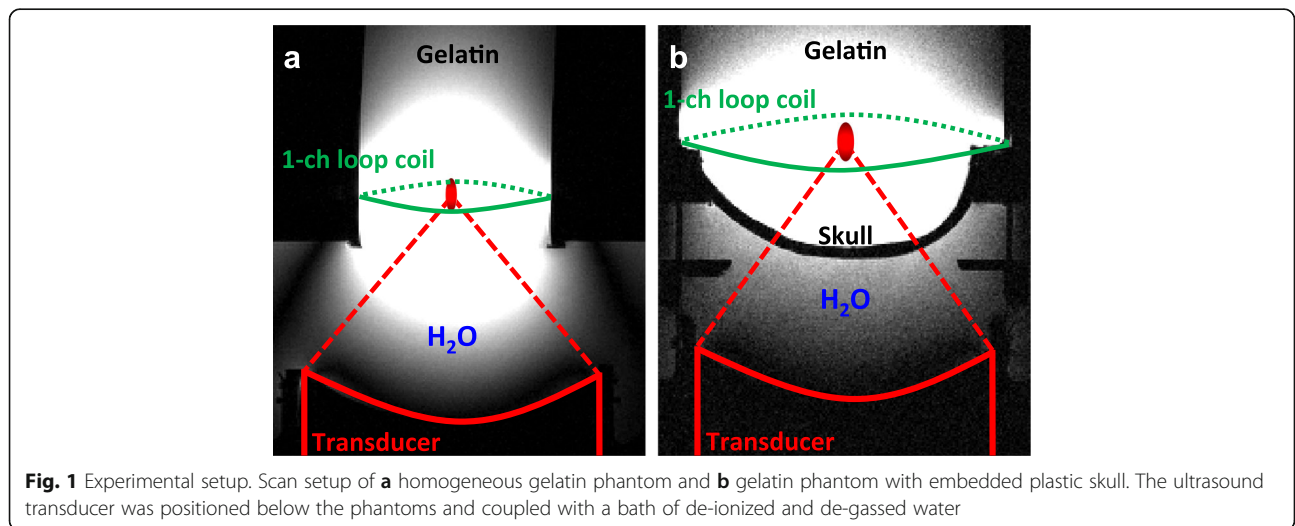 a
Gelatin
1-ch loop coil
H₂O
Transducer
b
Gelatin
1-ch loop coil
Skull
H₂O
Transducer
Fig. 1 Experimental setup. Scan setup of a homogeneous gelatin phantom and b gelatin phantom with embedded plastic skull. The ultrasound
transducer was positioned below the phantoms and coupled with a bath of de-ionized and de-gassed water